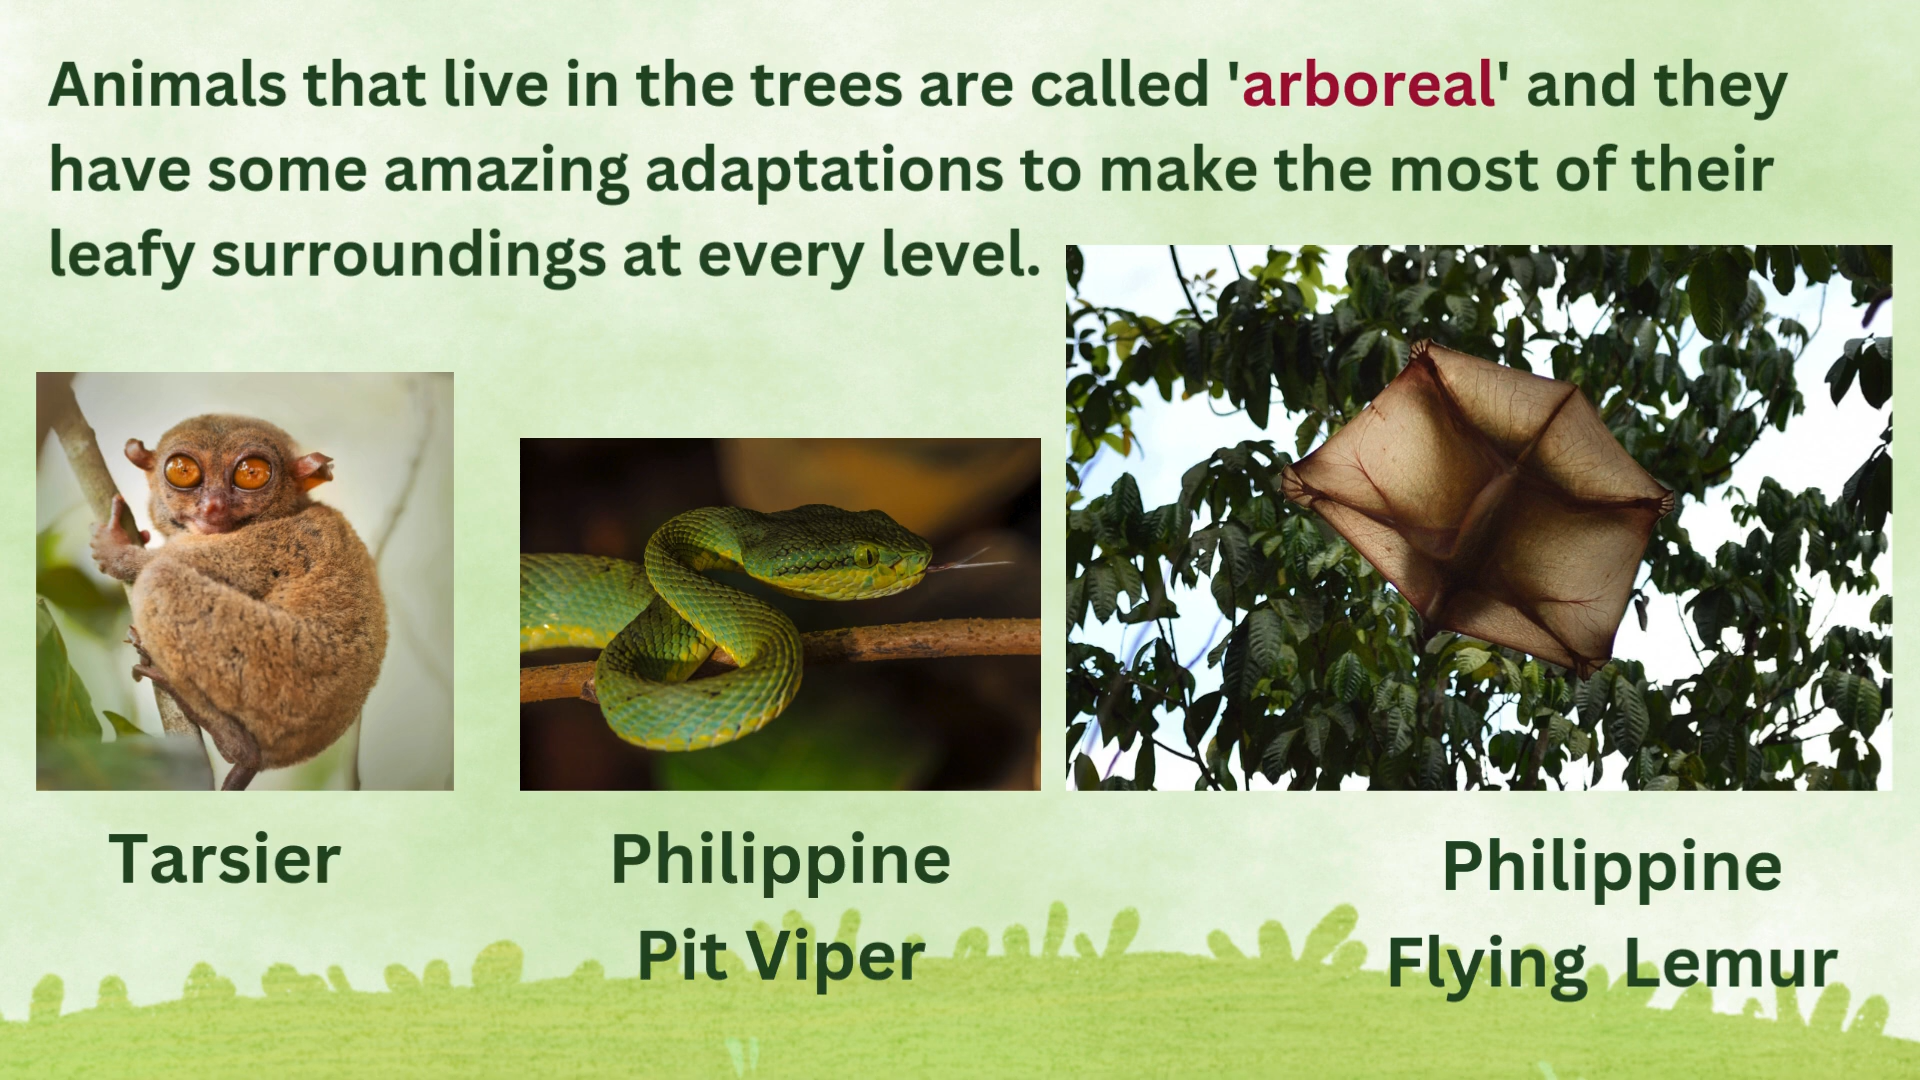 Animals that live in the trees are called 'arboreal' and they
have some amazing adaptations to make the most of their
leafy surroundings at every level.
Tarsier
Philippine
Pit Viper
Philippine
Flying Lemur